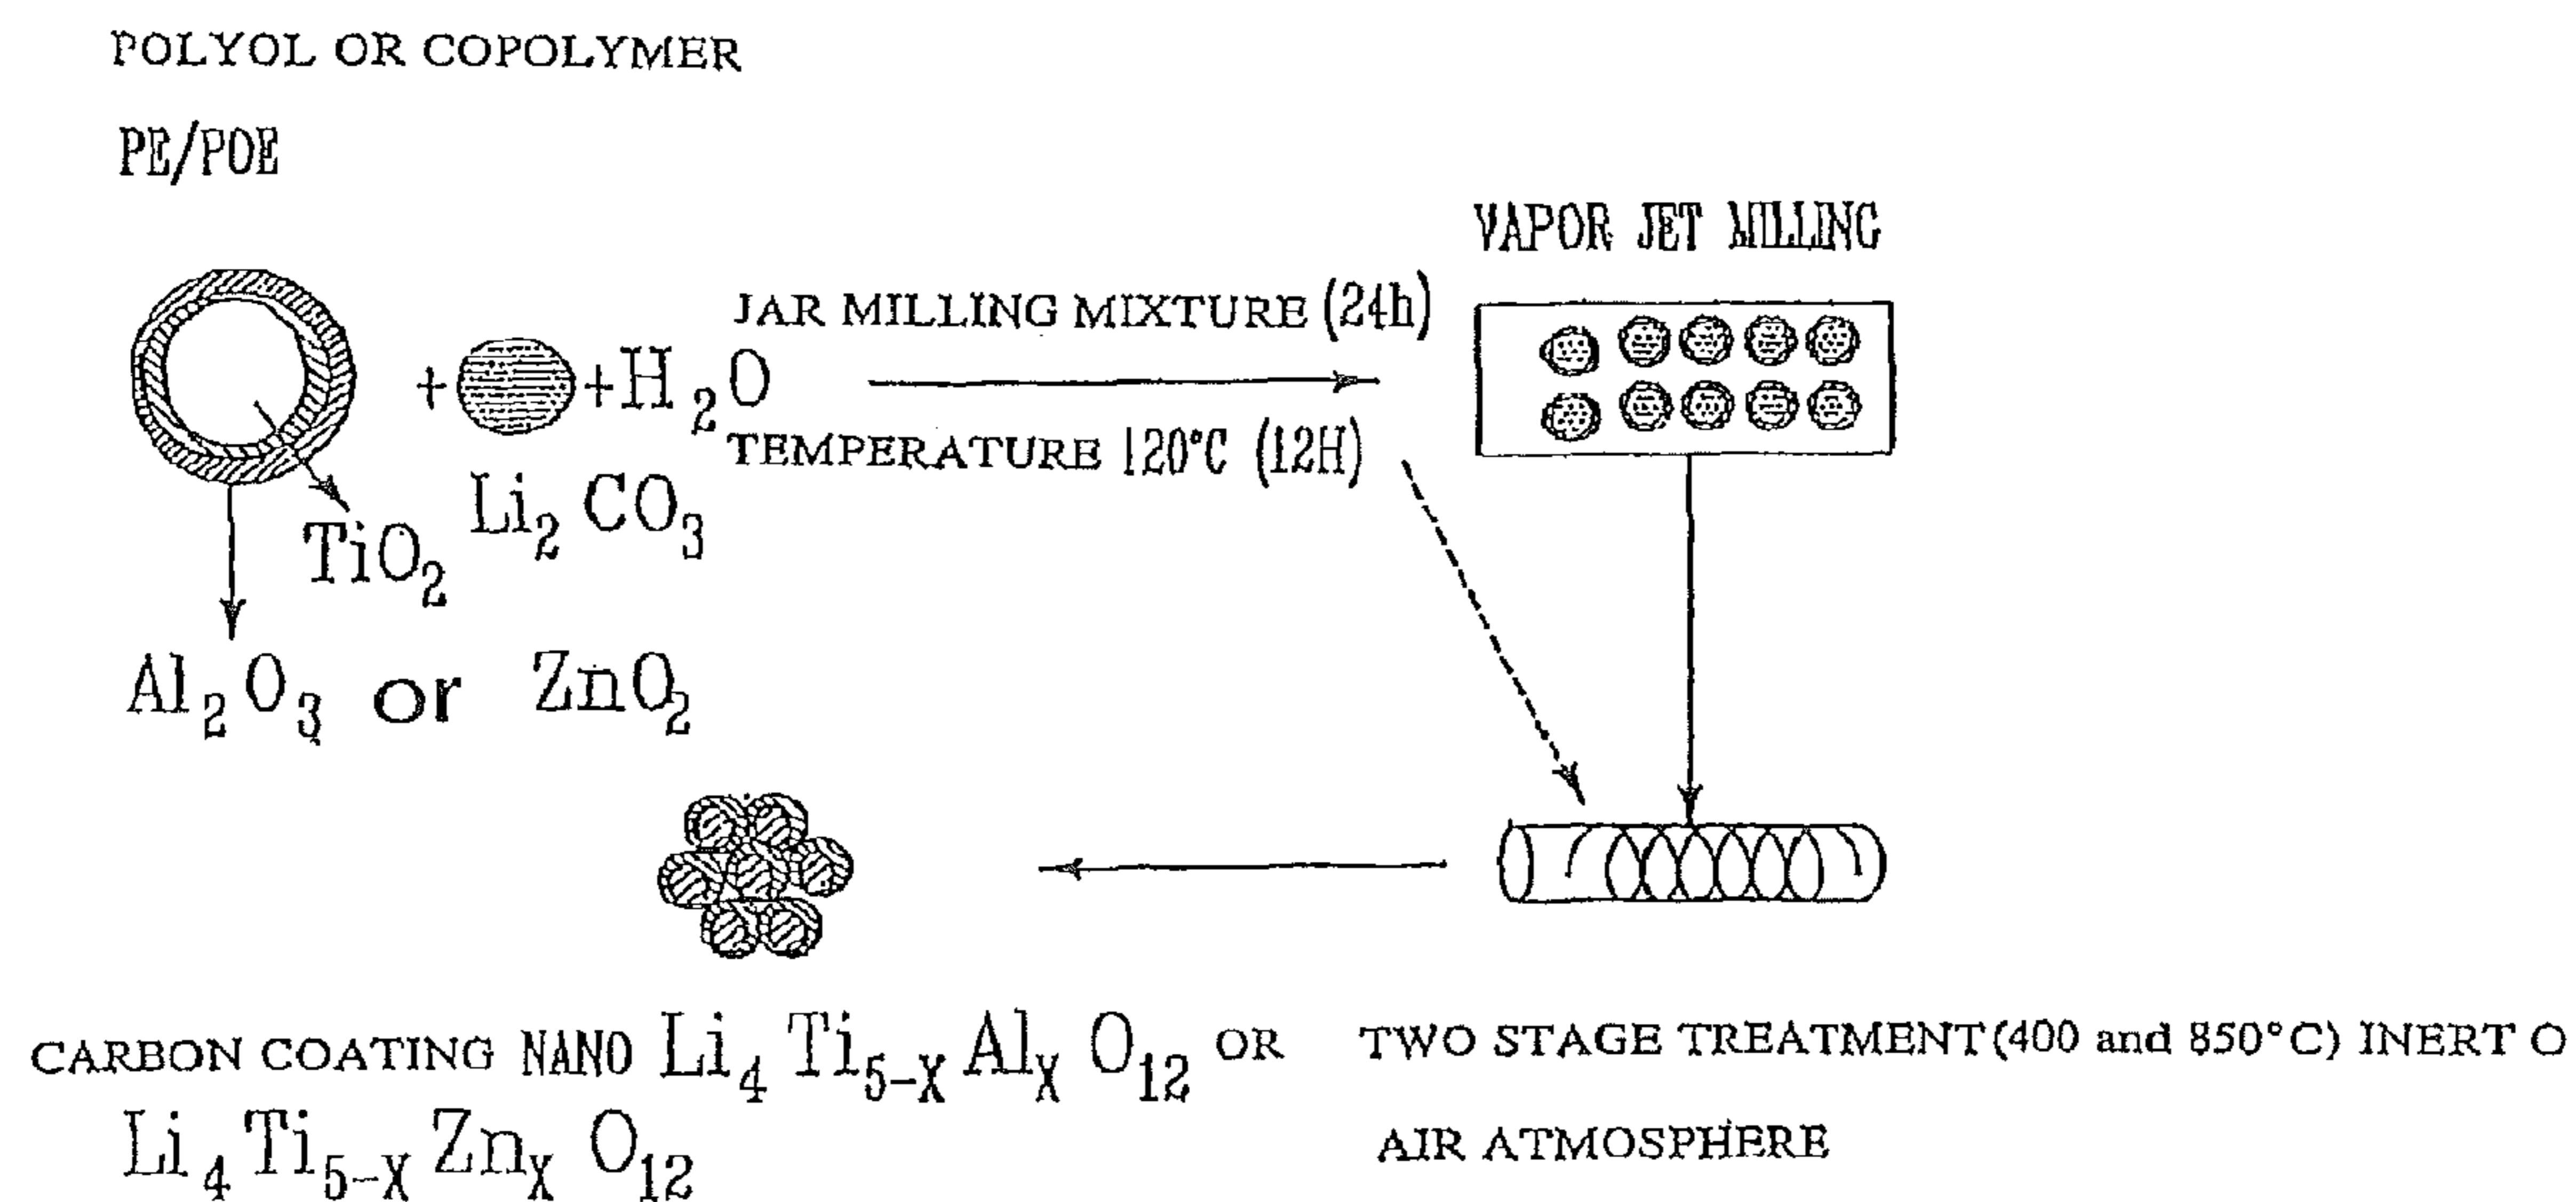 POLYOL OR COPOLYMER
PE/POE
VAPOR JET MILLING
JAR MILLING MIXTURE (24h)
+ +H₂O
TEMPERATURE 120°C (12H)
Li₂ CO₃
TiO₂
Al₂O₃ or ZnO₂
CARBON COATING NANO Li₄ Ti₅₋ₓ Alₓ O₁₂ OR
Li₄ Ti₅₋ₓ Znₓ O₁₂
TWO STAGE TREATMENT (400 and 850°C) INERT O
AIR ATMOSPHERE